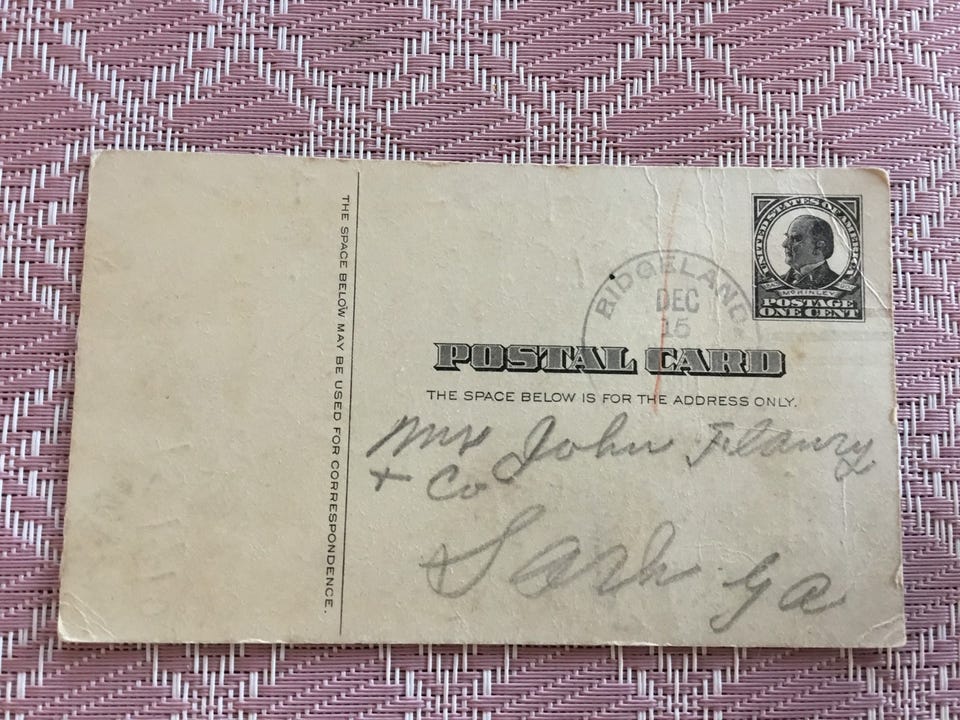 THE SPACE BELOW MAY BE USED FOR CORRESPONDENCE.
UNITED STATES OF AMERICA
MCKINLEY
POSTAGE
ONE CENT
RIDGELAND
DEC
15
POSTAL CARD
THE SPACE BELOW IS FOR THE ADDRESS ONLY.
John
+ Co
Ga